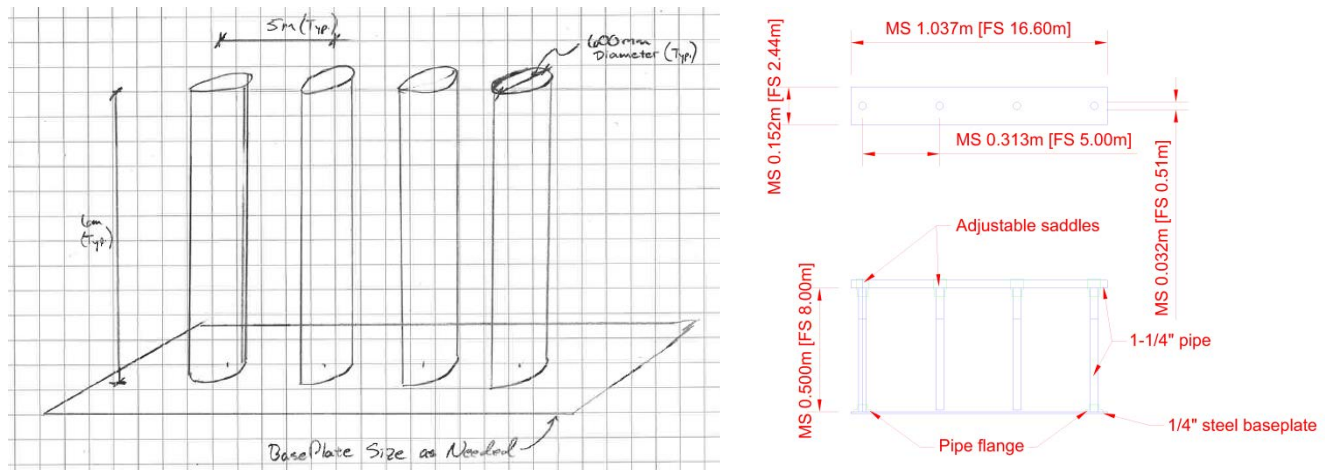 5m (Typ.)
600mm
Diameter (Typ.)
6m
(Typ.)
BasePlate Size as Needed
MS 1.037m [FS 16.60m]
MS 0.152m [FS 2.44m]
MS 0.313m [FS 5.00m]
MS 0.032m [FS 0.51m]
Adjustable saddles
MS 0.500m [FS 8.00m]
1-1/4" pipe
1/4" steel baseplate
Pipe flange